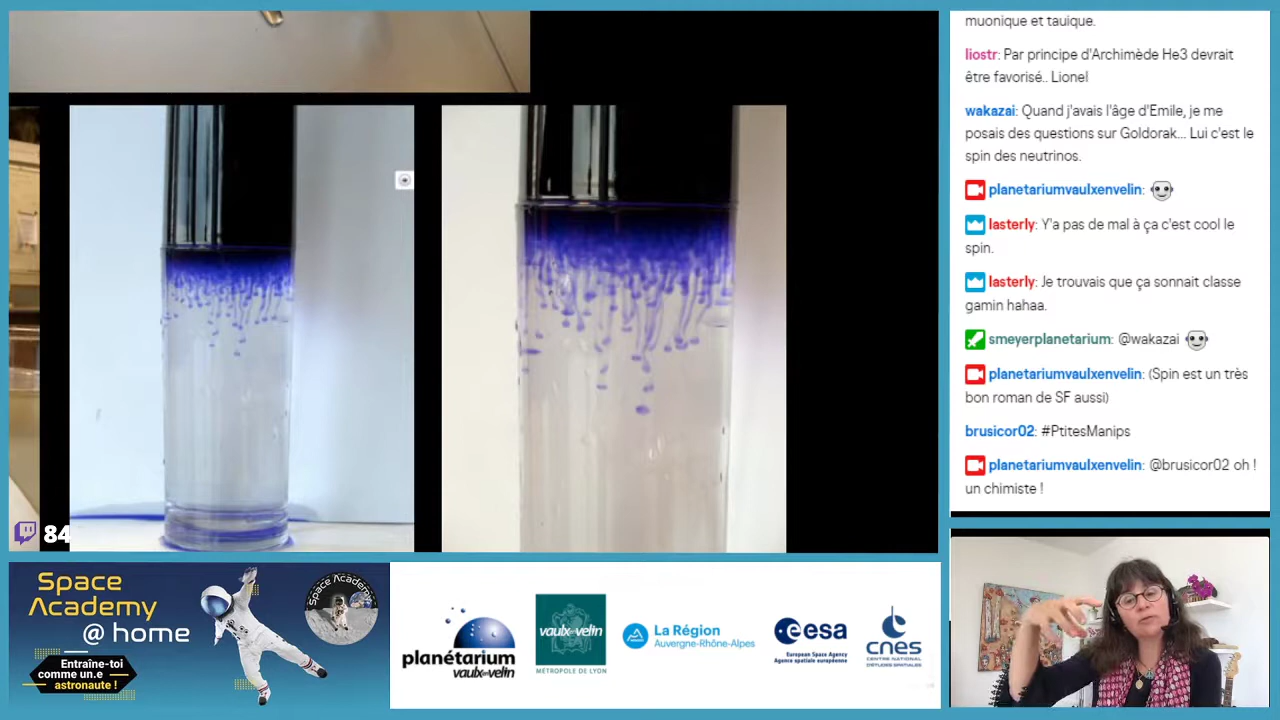 muonique et tauique.
liostr: Par principe d'Archimède He3 devrait
être favorisé.. Lionel
wakazai: Quand j'avais l'âge d'Emile, je me
posais des questions sur Goldorak... Lui c'est le
spin des neutrinos.
planetariumvaulxenvelin:
lasterly: Y'a pas de mal à ça c'est cool le
spin.
lasterly: Je trouvais que ça sonnait classe
gamin hahaa.
smeyerplanetarium: @wakazai
planetariumvaulxenvelin: (Spin est un très
bon roman de SF aussi)
brusicor02: #PtitesManips
planetariumvaulxenvelin: @brusicor02 oh !
un chimiste !
84
Space
Academy
@ home
Entraîne-toi
comme un.e
astronaute !
Space Academy
planétarium
vaulx en velin
vaulx en velin
MÉTROPOLE DE LYON
La Région
Auvergne-Rhône-Alpes
esa
European Space Agency
Agence spatiale européenne
cnes
CENTRE NATIONAL
D'ÉTUDES SPATIALES